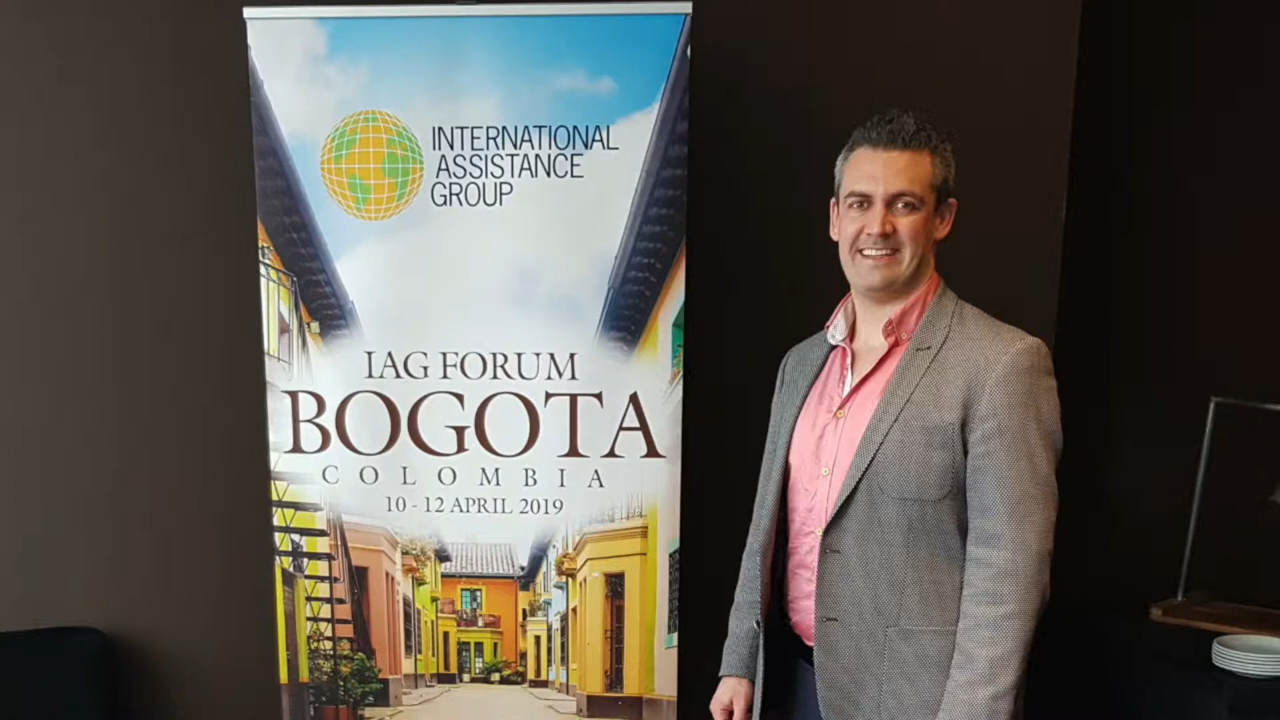 INTERNATIONAL
ASSISTANCE
GROUP
IAG FORUM
BOGOTA
COLOMBIA
10 - 12 APRIL 2019